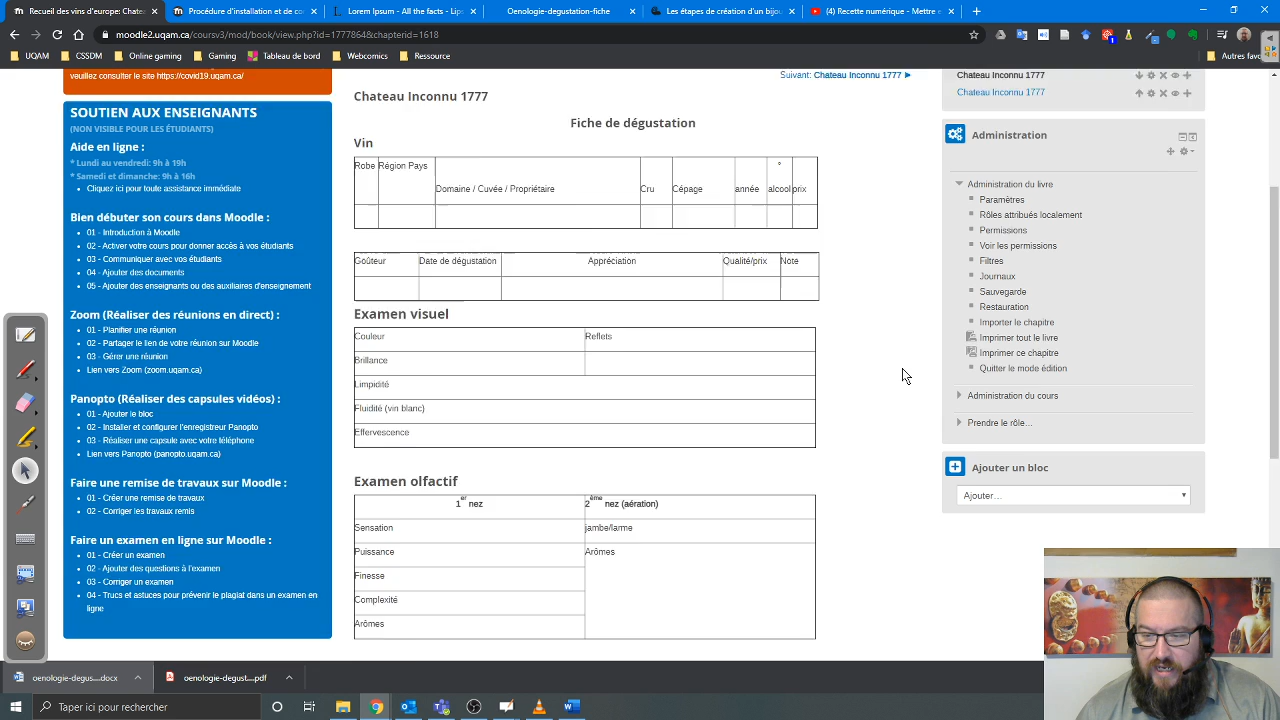 Recueil des vins d'europe: Chate
Procédure d'installation et de co
Lorem Ipsum - All the facts - Lip
Oenologie-degustation-fiche
Les étapes de création d'un bijou
(4) Recette numérique - Mettre e
moodle2.uqam.ca/coursv3/mod/book/view.php?id=1777864&chapterid=1618
UQAM
CSSDM
Online gaming
Gaming
Tableau de bord
Webcomics
Ressource
Autres favo
veuillez consulter le site https://covid19.uqam.ca/
SOUTIEN AUX ENSEIGNANTS
(NON VISIBLE POUR LES ÉTUDIANTS)
Aide en ligne :
* Lundi au vendredi: 9h à 19h
* Samedi et dimanche: 9h à 16h
Cliquez ici pour toute assistance immédiate
Bien débuter son cours dans Moodle :
01 - Introduction à Moodle
02 - Activer votre cours pour donner accès à vos étudiants
03 - Communiquer avec vos étudiants
04 - Ajouter des documents
05 - Ajouter des enseignants ou des auxiliaires d'enseignement
Zoom (Réaliser des réunions en direct) :
01 - Planifier une réunion
02 - Partager le lien de votre réunion sur Moodle
03 - Gérer une réunion
Lien vers Zoom (zoom.uqam.ca)
Panopto (Réaliser des capsules vidéos) :
01 - Ajouter le bloc
02 - Installer et configurer l'enregistreur Panopto
03 - Réaliser une capsule avec votre téléphone
Lien vers Panopto (panopto.uqam.ca)
Faire une remise de travaux sur Moodle :
01 - Créer une remise de travaux
02 - Corriger les travaux remis
Faire un examen en ligne sur Moodle :
01 - Créer un examen
02 - Ajouter des questions à l'examen
03 - Corriger un examen
04 - Trucs et astuces pour prévenir le plagiat dans un examen en
ligne
Suivant: Chateau Inconnu 1777
Chateau Inconnu 1777
Fiche de dégustation
Vin
Robe Région Pays Domaine / Cuvée / Propriétaire Cru Cépage année ° alcool prix
Goûteur Date de dégustation Appréciation Qualité/prix Note
Examen visuel
Couleur Reflets
Brillance
Limpidité
Fluidité (vin blanc)
Effervescence
Examen olfactif
1er nez 2ème nez (aération)
Sensation jambe/larme
Puissance Arômes
Finesse
Complexité
Arômes
Chateau Inconnu 1777
Chateau Inconnu 1777
Administration
Administration du livre
Paramètres
Rôles attribués localement
Permissions
Voir les permissions
Filtres
Journaux
Sauvegarde
Restauration
Importer le chapitre
Imprimer tout le livre
Imprimer ce chapitre
Quitter le mode édition
Administration du cours
Prendre le rôle…
Ajouter un bloc
Ajouter…
oenologie-degus....docx
oenologie-degust....pdf
Taper ici pour rechercher